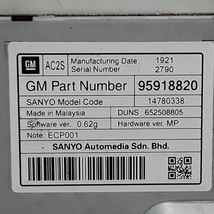 GM AC2S Manufacturing Date: 1921
Serial Number 2790
GM Part Number 95918820
SANYO Model Code 14780338
Made in Malaysia DUNS 652508805
Software ver. 0.62g Hardware ver. MP
Note: ECP001
SANYO Automedia Sdn. Bhd.